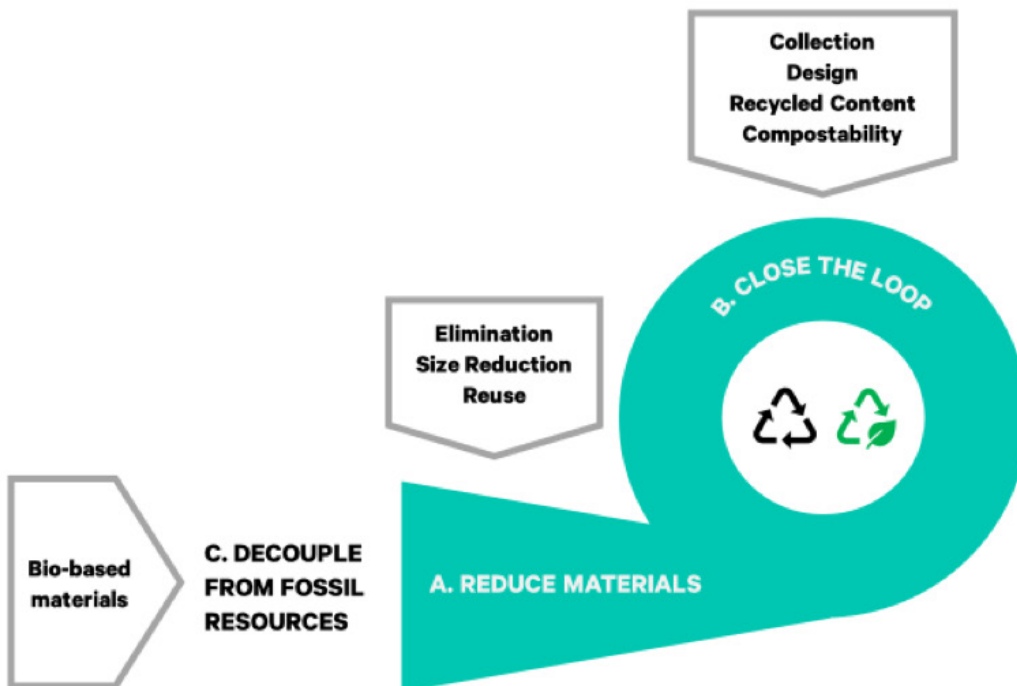 Collection
Design
Recycled Content
Compostability
B. CLOSE THE LOOP
Elimination
Size Reduction
Reuse
Bio-based
materials
C. DECOUPLE
FROM FOSSIL
RESOURCES
A. REDUCE MATERIALS